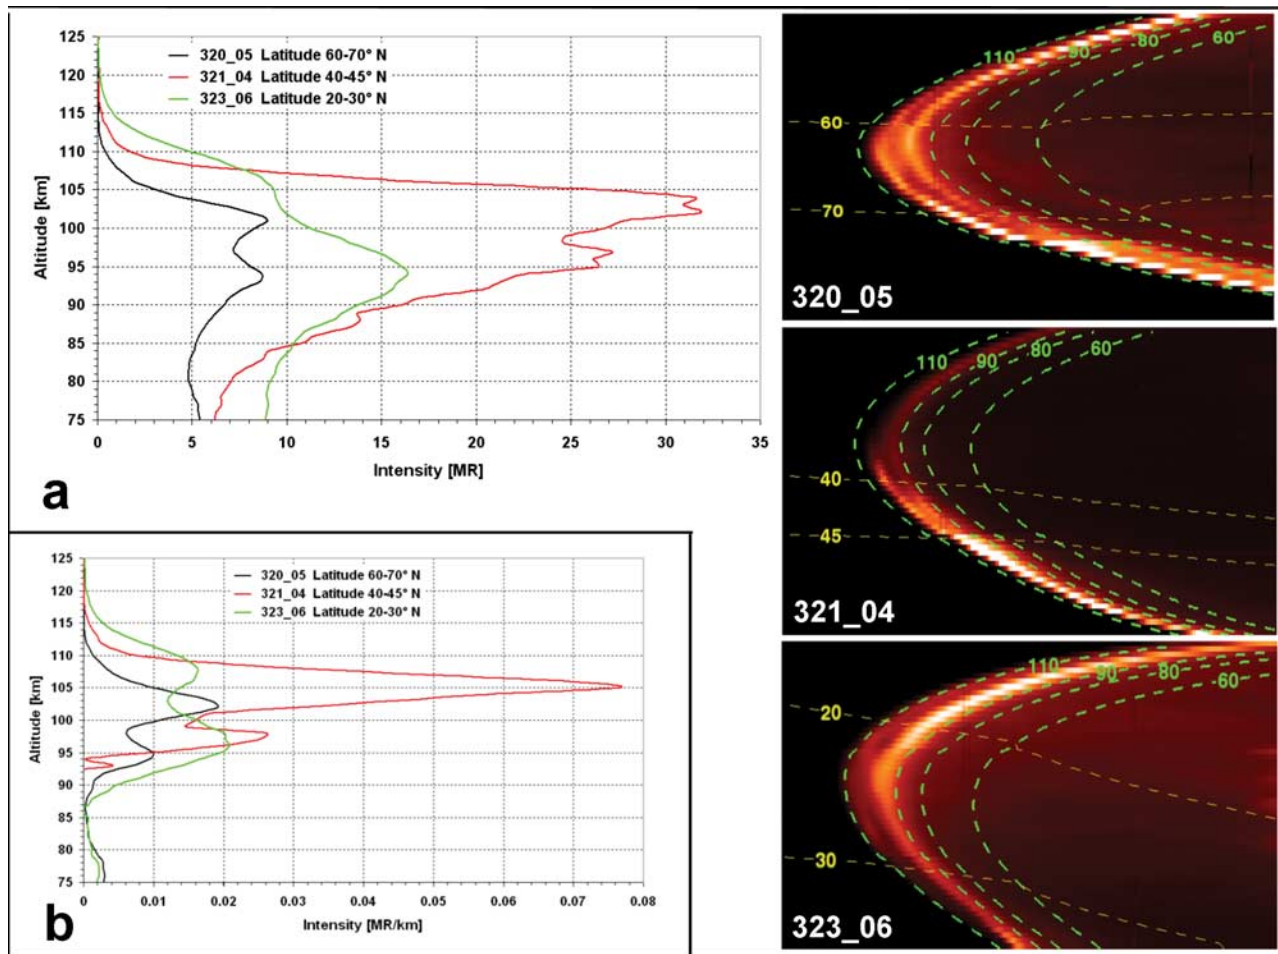 125
120
115
110
105
100
95
90
85
80
75
Altitude [km]
320_05 Latitude 60-70° N
321_04 Latitude 40-45° N
323_06 Latitude 20-30° N
0 5 10 15 20 25 30 35
Intensity [MR]
a
125
120
115
110
105
100
95
90
85
80
75
Altitude [km]
320_05 Latitude 60-70° N
321_04 Latitude 40-45° N
323_06 Latitude 20-30° N
0 0.01 0.02 0.03 0.04 0.05 0.06 0.07 0.08
Intensity [MR/km]
b
110 90 80 60
60
70
320_05
110 90 80 60
40
45
321_04
110 90 80 60
20
30
323_06